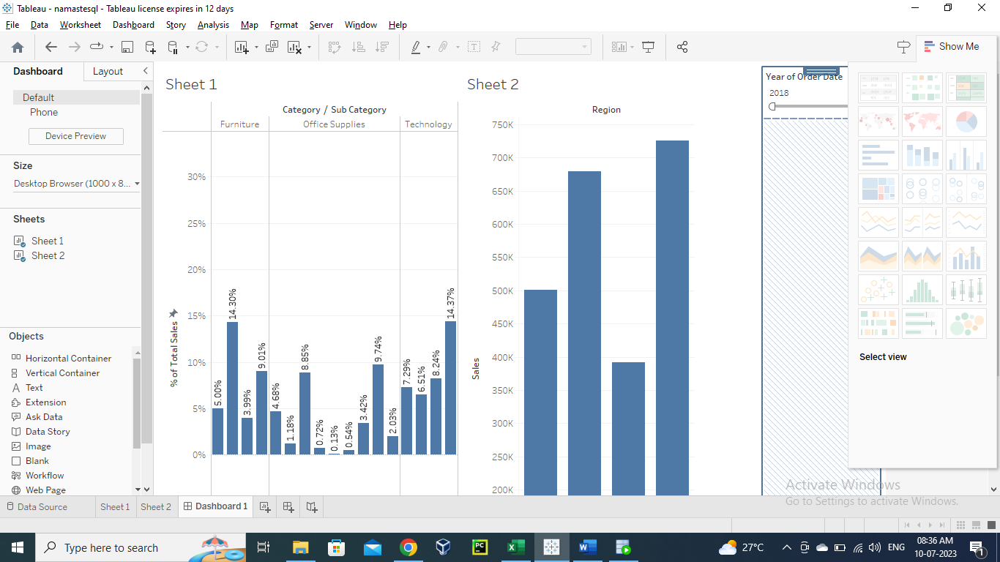 Tableau - namastesql - Tableau license expires in 12 days
File Data Worksheet Dashboard Story Analysis Map Format Server Window Help
Show Me
Dashboard Layout
Default
Phone
Device Preview
Size
Desktop Browser (1000 x 8...
Sheets
Sheet 1
Sheet 2
Objects
Horizontal Container
Vertical Container
Text
Extension
Ask Data
Data Story
Image
Blank
Workflow
Web Page
Sheet 1
Category / Sub Category
Furniture Office Supplies Technology
% of Total Sales
30%
25%
20%
15%
10%
5%
0%
5.00%
14.30%
3.99%
9.01%
4.68%
1.18%
8.85%
0.72%
0.13%
0.54%
3.42%
9.74%
2.03%
7.29%
6.51%
8.24%
14.37%
Sheet 2
Region
Sales
750K
700K
650K
600K
550K
500K
450K
400K
350K
300K
250K
200K
Year of Order Date
2018
Select view
Activate Windows
Go to Settings to activate Windows.
Data Source Sheet 1 Sheet 2 Dashboard 1
Type here to search
27°C
ENG
08:36 AM
10-07-2023
1